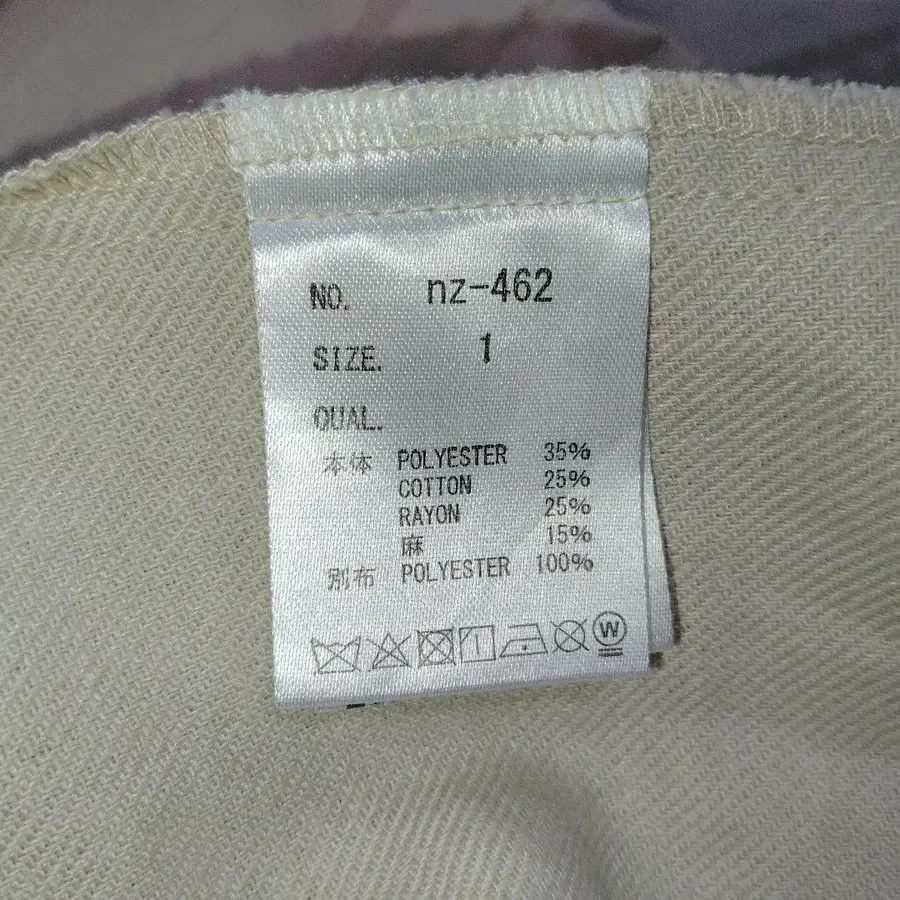 NO. nz-462
SIZE. 1
QUAL.
本体 POLYESTER 35%
COTTON 25%
RAYON 25%
麻 15%
別布 POLYESTER 100%
W